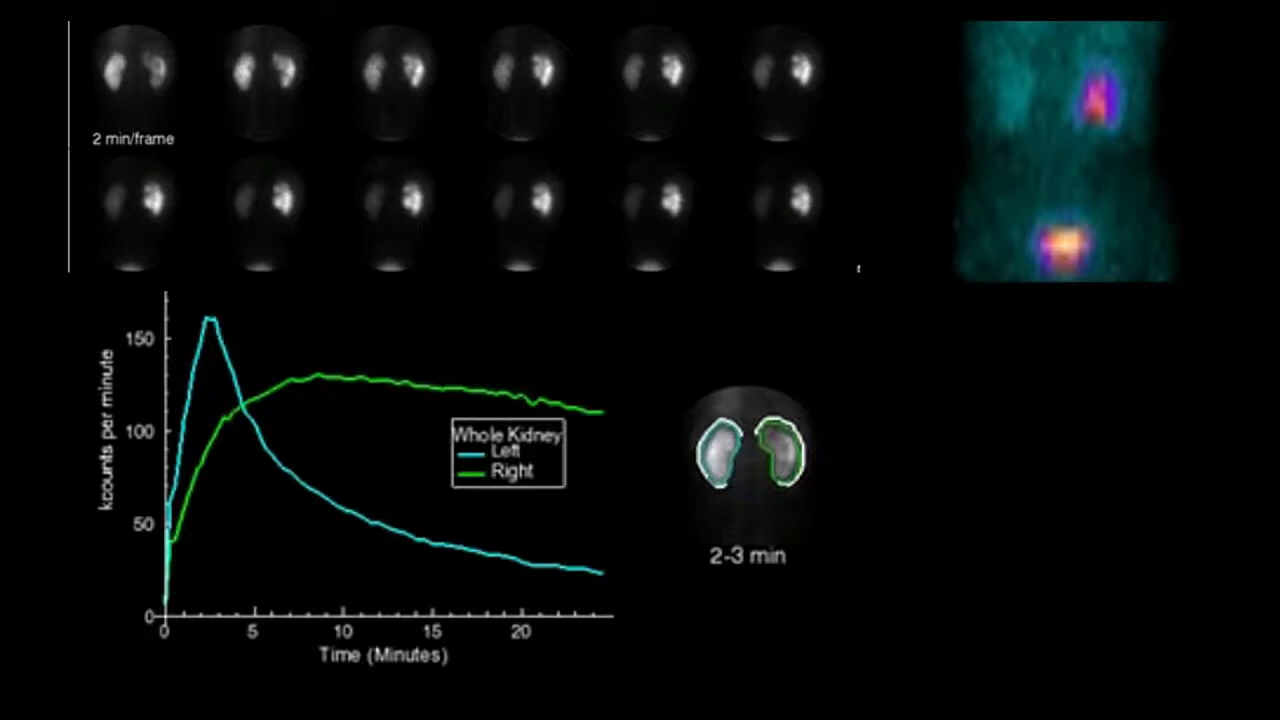 2 min/frame
150
100
50
0
kcounts per minute
Whole Kidney
Left
Right
0 5 10 15 20
Time (Minutes)
2-3 min